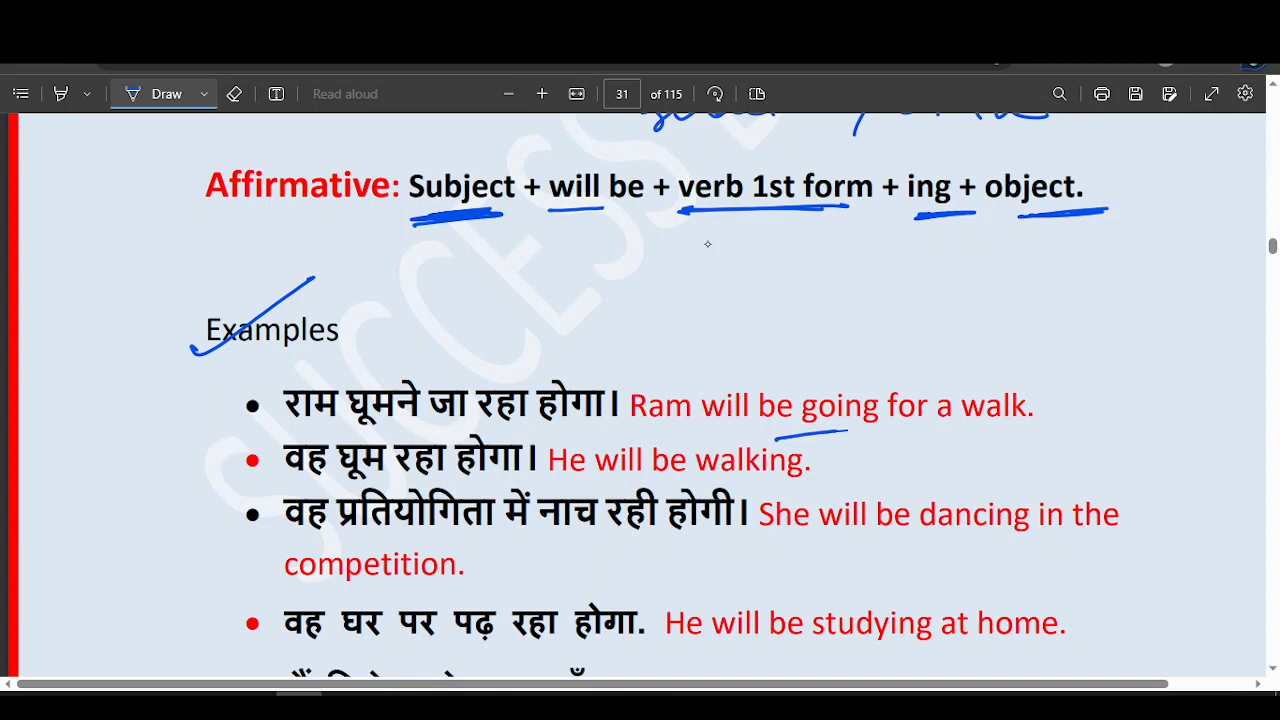 Draw
Read aloud
31
of 115
Affirmative: Subject + will be + verb 1st form + ing + object.
Examples
• राम घूमने जा रहा होगा। Ram will be going for a walk.
• वह घूम रहा होगा। He will be walking.
• वह प्रतियोगिता में नाच रही होगी। She will be dancing in the
competition.
• वह घर पर पढ़ रहा होगा. He will be studying at home.
SUCCESS